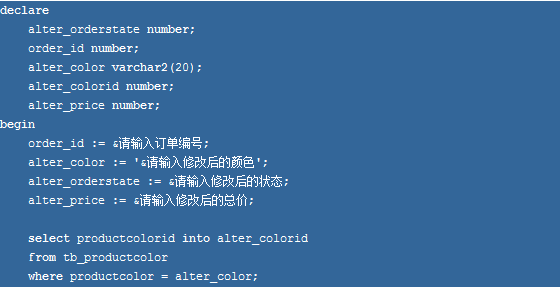 declare
alter_orderstate number;
order_id number;
alter_color varchar2(20);
alter_colorid number;
alter_price number;
begin
order_id := &请输入订单编号;
alter_color := '&请输入修改后的颜色';
alter_orderstate := &请输入修改后的状态;
alter_price := &请输入修改后的总价;
select productcolorid into alter_colorid
from tb_productcolor
where productcolor = alter_color;